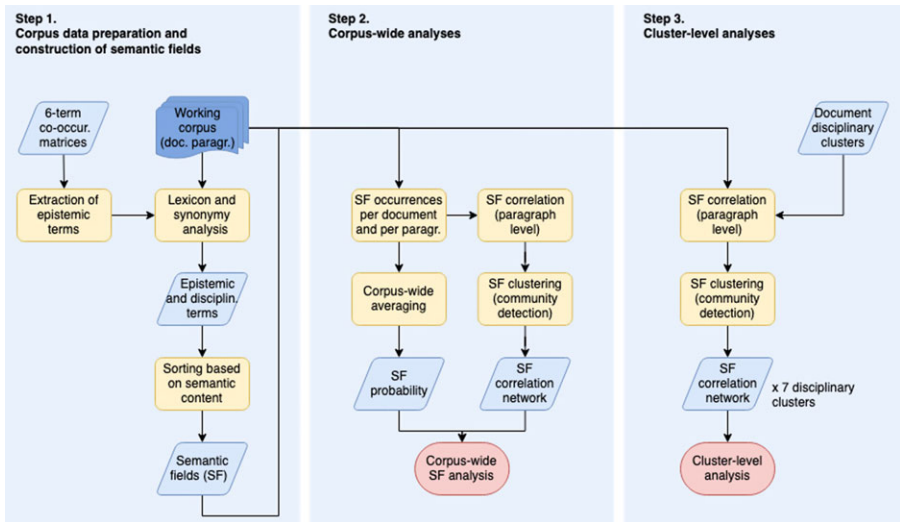 Step 1.
Corpus data preparation and
construction of semantic fields
6-term
co-occur.
matrices
Working
corpus
(doc. paragr.)
Extraction of
epistemic
terms
Lexicon and
synonymy
analysis
Epistemic
and disciplin.
terms
Sorting based
on semantic
content
Semantic
fields (SF)
Step 2.
Corpus-wide analyses
SF occurrences
per document
and per paragr.
SF correlation
(paragraph
level)
Corpus-wide
averaging
SF clustering
(community
detection)
SF
probability
SF
correlation
network
Corpus-wide
SF analysis
Step 3.
Cluster-level analyses
Document
disciplinary
clusters
SF correlation
(paragraph
level)
SF clustering
(community
detection)
SF
correlation
network
x 7 disciplinary
clusters
Cluster-level
analysis